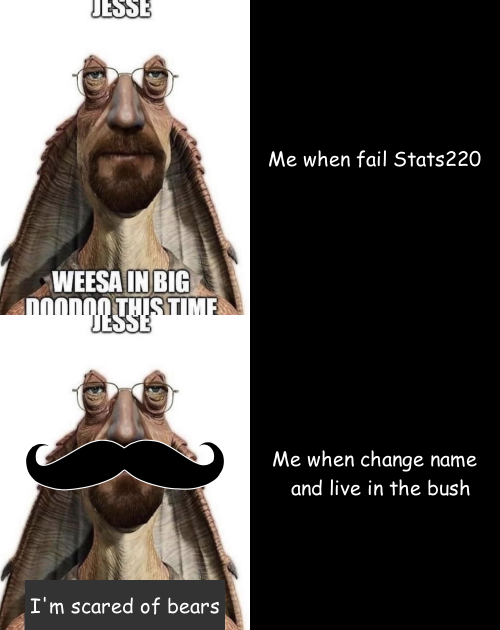 JESSE
Me when fail Stats220
WEESA IN BIG
DOODOO THIS TIME
JESSE
Me when change name
and live in the bush
I'm scared of bears